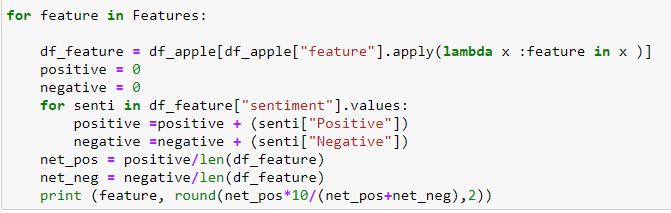 for feature in Features:
df_feature = df_apple[df_apple["feature"].apply(lambda x :feature in x )]
positive = 0
negative = 0
for senti in df_feature["sentiment"].values:
positive =positive + (senti["Positive"])
negative =negative + (senti["Negative"])
net_pos = positive/len(df_feature)
net_neg = negative/len(df_feature)
print (feature, round(net_pos*10/(net_pos+net_neg),2))